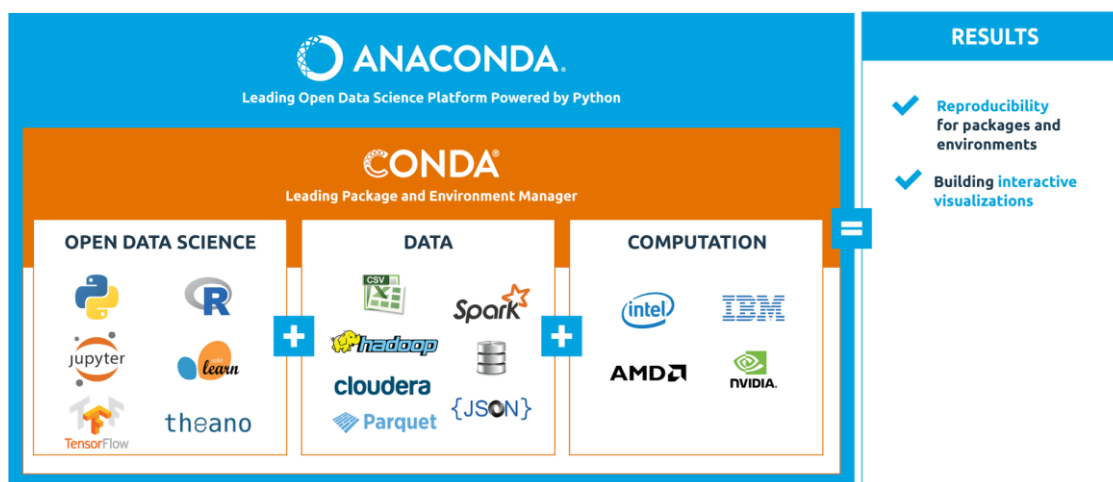 ANACONDA.
Leading Open Data Science Platform Powered by Python
CONDA®
Leading Package and Environment Manager
OPEN DATA SCIENCE
R
jupyter
learn
TensorFlow
theano
+
DATA
CSV
X
Spark
hadoop
cloudera
{JSON}
Parquet
+
COMPUTATION
intel
IBM
AMD
NVIDIA.
=
RESULTS
Reproducibility
for packages and
environments
Building interactive
visualizations